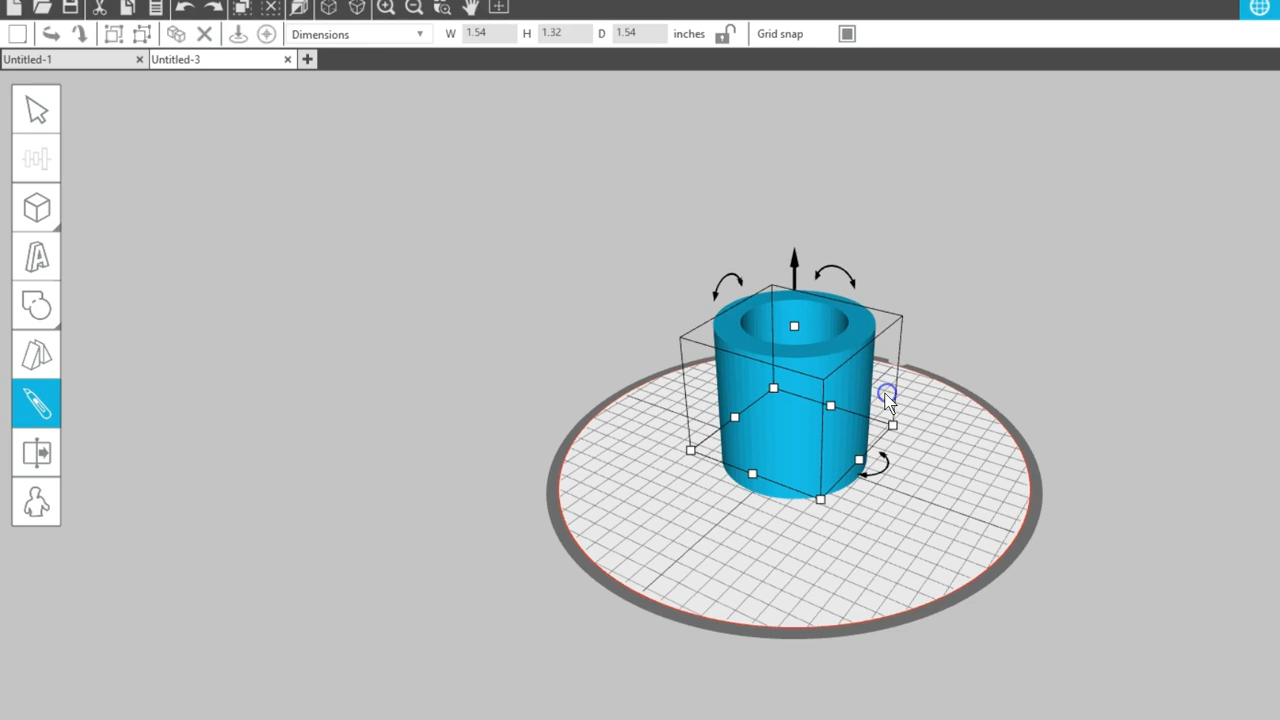 Dimensions W 1.54 H 1.32 D 1.54 inches Grid snap
Untitled-1 Untitled-3